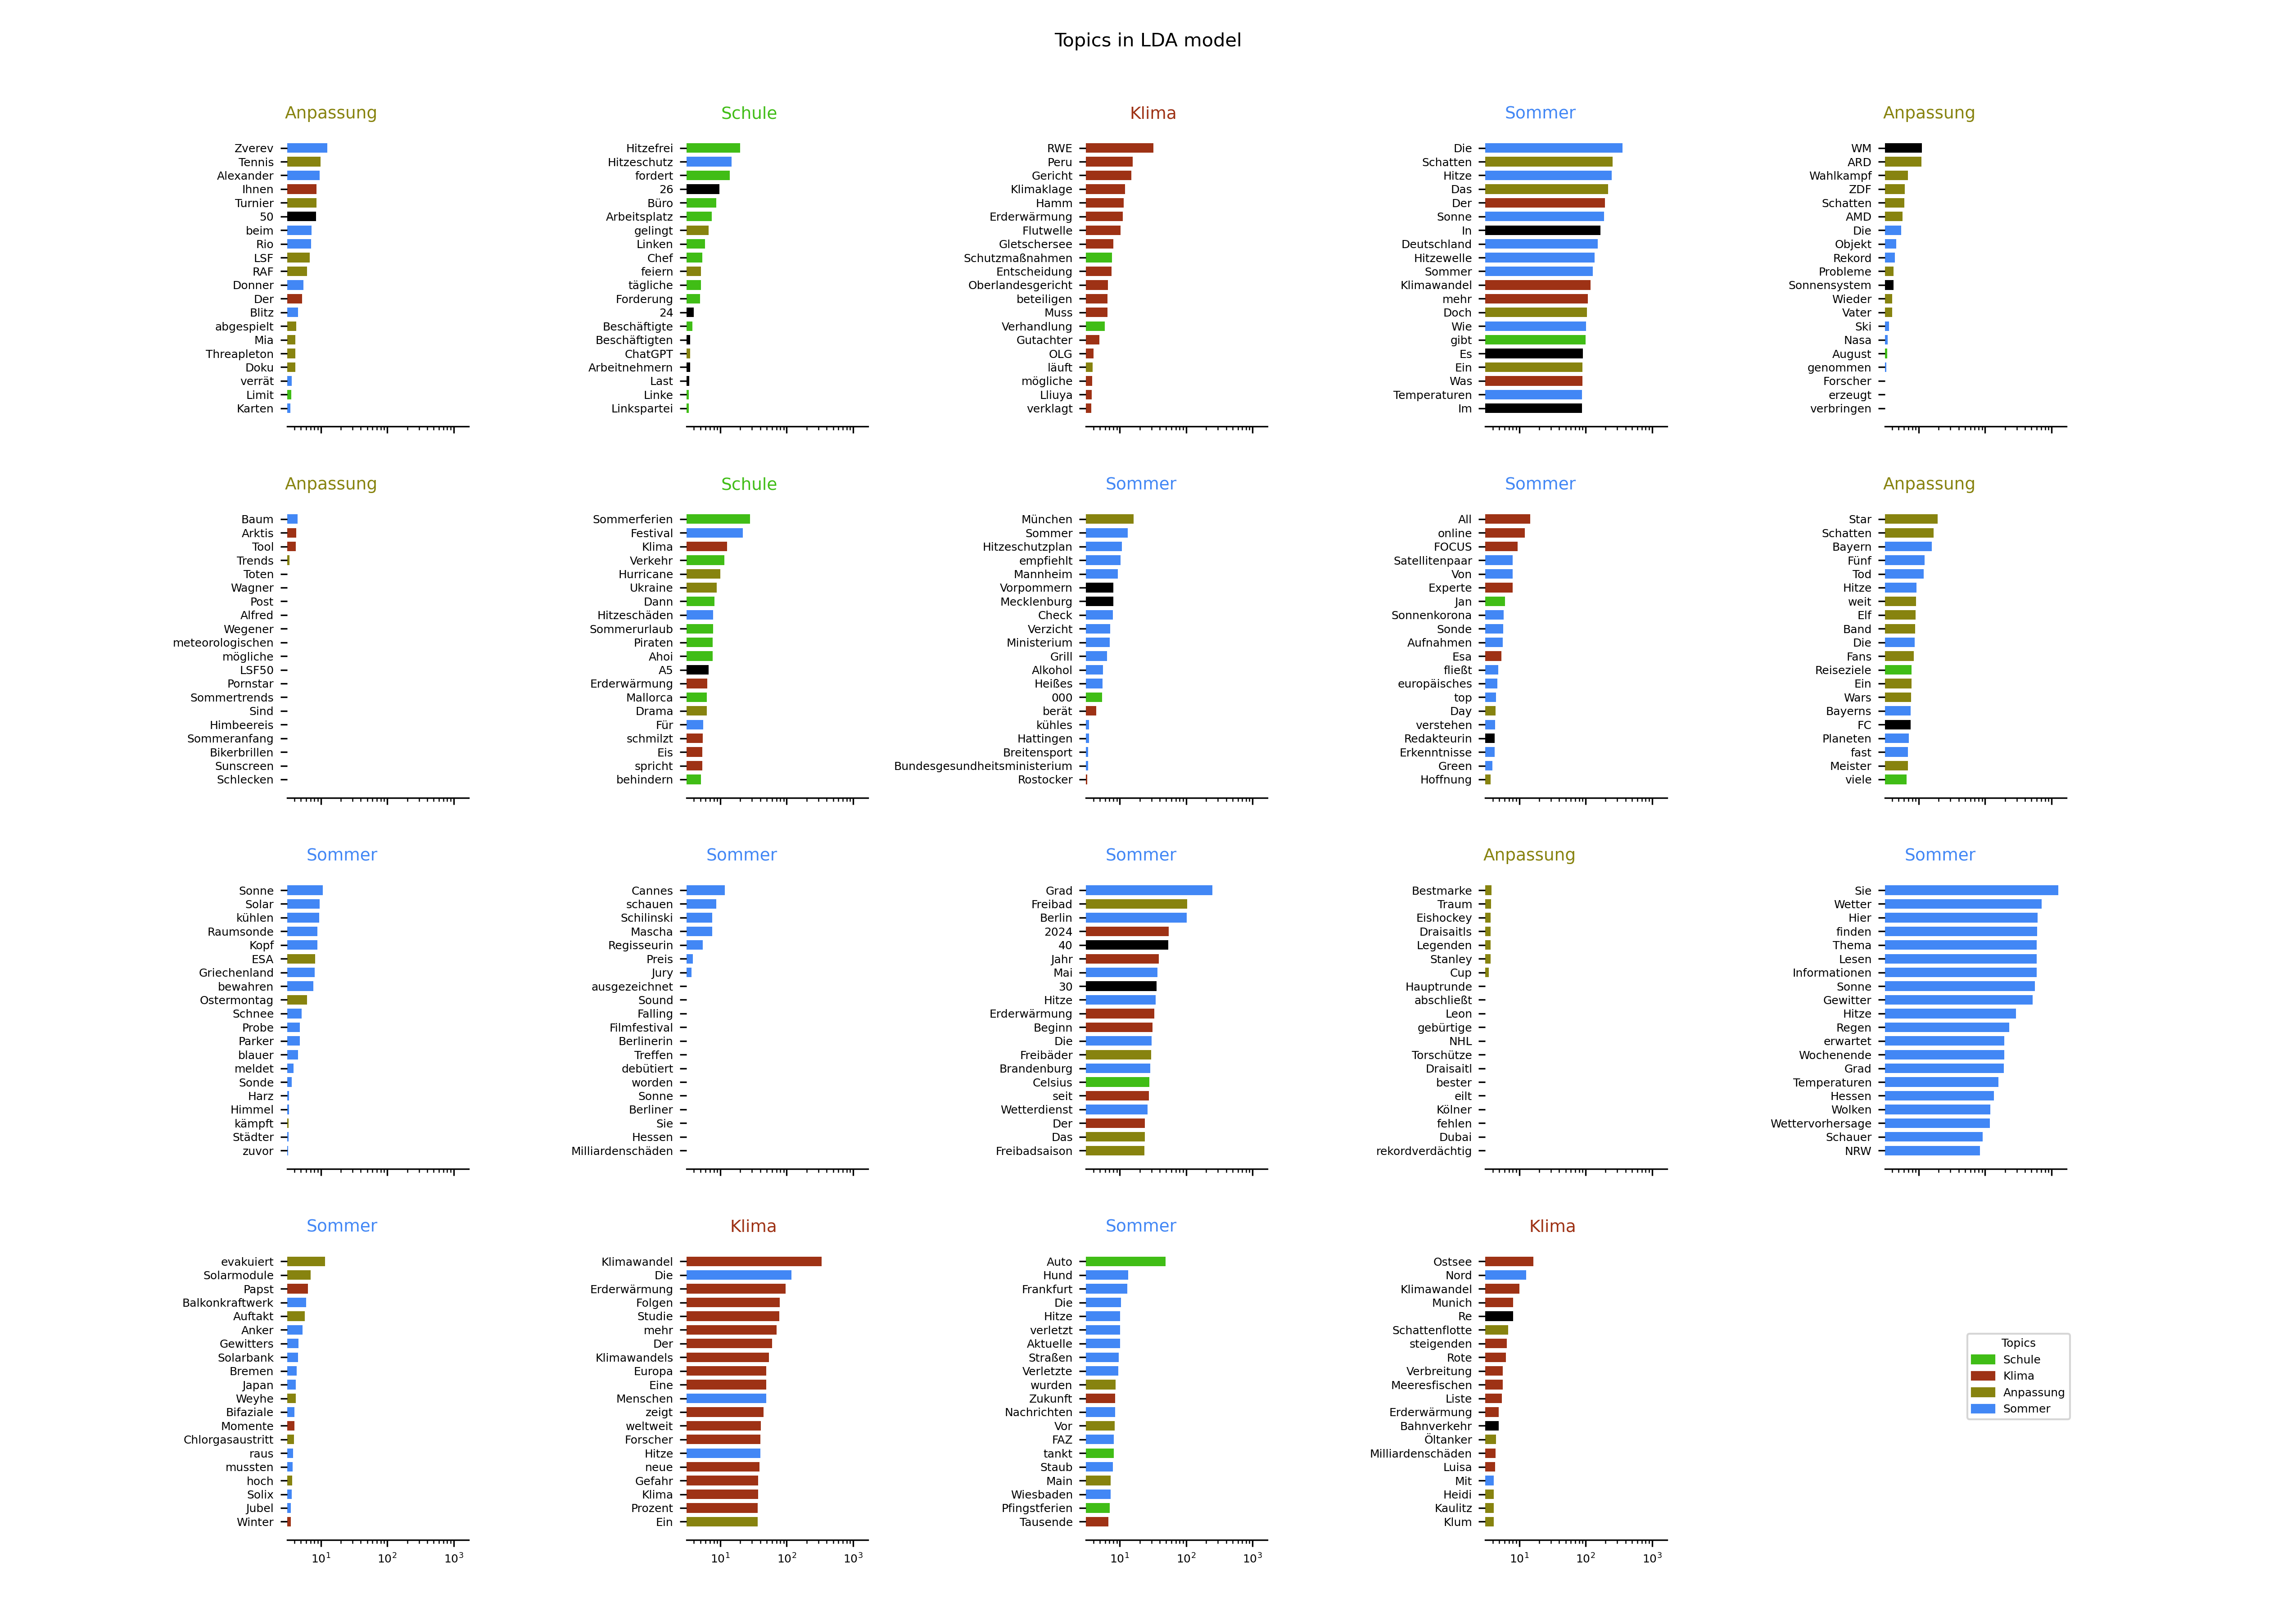 Topics in LDA model
Anpassung
Zverev
Tennis
Alexander
Ihnen
Turnier
50
beim
Rio
LSF
RAF
Donner
Der
Blitz
abgespielt
Mia
Threapleton
Doku
verrät
Limit
Karten
Schule
Hitzefrei
Hitzeschutz
fordert
26
Büro
Arbeitsplatz
gelingt
Linken
Chef
feiern
tägliche
Forderung
24
Beschäftigte
Beschäftigten
ChatGPT
Arbeitnehmern
Last
Linke
Linkspartei
Klima
RWE
Peru
Gericht
Klimaklage
Hamm
Erderwärmung
Flutwelle
Gletschersee
Schutzmaßnahmen
Entscheidung
Oberlandesgericht
beteiligen
Muss
Verhandlung
Gutachter
OLG
läuft
mögliche
Lliuya
verklagt
Sommer
Die
Schatten
Hitze
Das
Der
Sonne
In
Deutschland
Hitzewelle
Sommer
Klimawandel
mehr
Doch
Wie
gibt
Es
Ein
Was
Temperaturen
Im
Anpassung
WM
ARD
Wahlkampf
ZDF
Schatten
AMD
Die
Objekt
Rekord
Probleme
Sonnensystem
Wieder
Vater
Ski
Nasa
August
genommen
Forscher
erzeugt
verbringen
Anpassung
Baum
Arktis
Tool
Trends
Toten
Wagner
Post
Alfred
Wegener
meteorologischen
mögliche
LSF50
Pornstar
Sommertrends
Sind
Himbeereis
Sommeranfang
Bikerbrillen
Sunscreen
Schlecken
Schule
Sommerferien
Festival
Klima
Verkehr
Hurricane
Ukraine
Dann
Hitzeschäden
Sommerurlaub
Piraten
Ahoi
A5
Erderwärmung
Mallorca
Drama
Für
schmilzt
Eis
spricht
behindern
Sommer
München
Sommer
Hitzeschutzplan
empfiehlt
Mannheim
Vorpommern
Mecklenburg
Check
Verzicht
Ministerium
Grill
Alkohol
Heißes
000
berät
kühles
Hattingen
Breitensport
Bundesgesundheitsministerium
Rostocker
Sommer
All
online
FOCUS
Satellitenpaar
Von
Experte
Jan
Sonnenkorona
Sonde
Aufnahmen
Esa
fließt
europäisches
top
Day
verstehen
Redakteurin
Erkenntnisse
Green
Hoffnung
Anpassung
Star
Schatten
Bayern
Fünf
Tod
Hitze
weit
Elf
Band
Die
Fans
Reiseziele
Ein
Wars
Bayerns
FC
Planeten
fast
Meister
viele
Sommer
Sonne
Solar
kühlen
Raumsonde
Kopf
ESA
Griechenland
bewahren
Ostermontag
Schnee
Probe
Parker
blauer
meldet
Sonde
Harz
Himmel
kämpft
Städter
zuvor
Sommer
Cannes
schauen
Schilinski
Mascha
Regisseurin
Preis
Jury
ausgezeichnet
Sound
Falling
Filmfestival
Berlinerin
Treffen
debütiert
worden
Sonne
Berliner
Sie
Hessen
Milliardenschäden
Sommer
Grad
Freibad
Berlin
2024
40
Jahr
Mai
30
Hitze
Erderwärmung
Beginn
Die
Freibäder
Brandenburg
Celsius
seit
Wetterdienst
Der
Das
Freibadsaison
Anpassung
Bestmarke
Traum
Eishockey
Draisaitls
Legenden
Stanley
Cup
Hauptrunde
abschließt
Leon
gebürtige
NHL
Torschütze
Draisaitl
bester
eilt
Kölner
fehlen
Dubai
rekordverdächtig
Sommer
Sie
Wetter
Hier
finden
Thema
Lesen
Informationen
Sonne
Gewitter
Hitze
Regen
erwartet
Wochenende
Grad
Temperaturen
Hessen
Wolken
Wettervorhersage
Schauer
NRW
Sommer
evakuiert
Solarmodule
Papst
Balkonkraftwerk
Auftakt
Anker
Gewitters
Solarbank
Bremen
Japan
Weyhe
Bifaziale
Momente
Chlorgasaustritt
raus
mussten
hoch
Solix
Jubel
Winter
10¹ 10² 10³
Klima
Klimawandel
Die
Erderwärmung
Folgen
Studie
mehr
Der
Klimawandels
Europa
Eine
Menschen
zeigt
weltweit
Forscher
Hitze
neue
Gefahr
Klima
Prozent
Ein
10¹ 10² 10³
Sommer
Auto
Hund
Frankfurt
Die
Hitze
verletzt
Aktuelle
Straßen
Verletzte
wurden
Zukunft
Nachrichten
Vor
FAZ
tankt
Staub
Main
Wiesbaden
Pfingstferien
Tausende
10¹ 10² 10³
Klima
Ostsee
Nord
Klimawandel
Munich
Re
Schattenflotte
steigenden
Rote
Verbreitung
Meeresfischen
Liste
Erderwärmung
Bahnverkehr
Öltanker
Milliardenschäden
Luisa
Mit
Heidi
Kaulitz
Klum
10¹ 10² 10³
Topics
Schule
Klima
Anpassung
Sommer